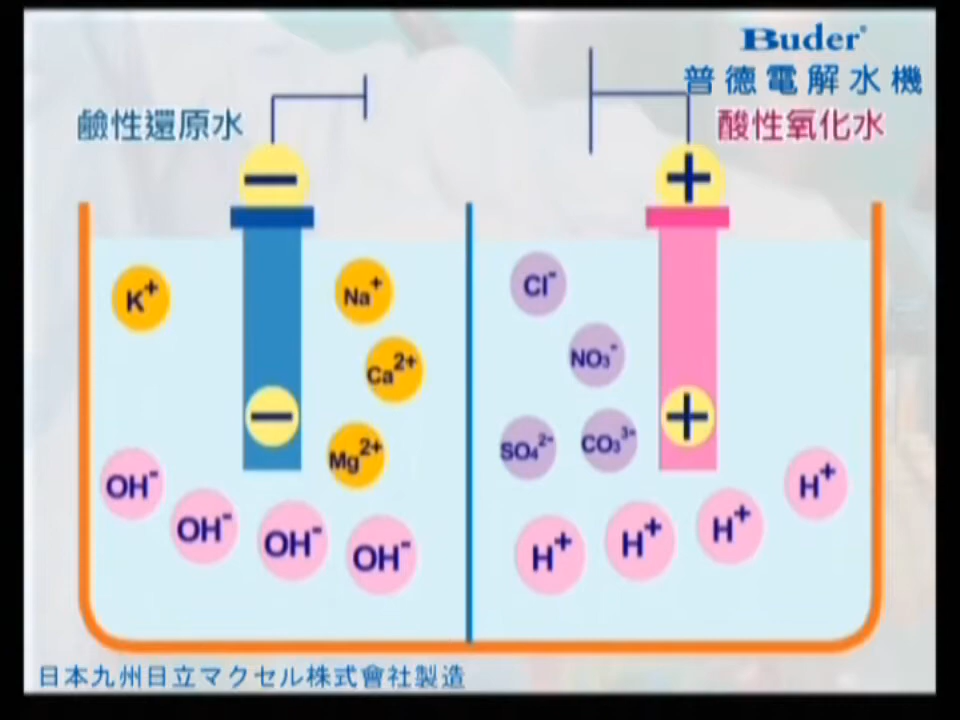 Buder®
普德電解水機
鹼性還原水
酸性氧化水
−
+
K⁺
Na⁺
Ca²⁺
Mg²⁺
−
OH⁻
OH⁻
OH⁻
OH⁻
Cl⁻
NO₃⁻
SO₄²⁻
CO₃³⁻
+
H⁺
H⁺
H⁺
H⁺
日本九州日立マクセル株式會社製造